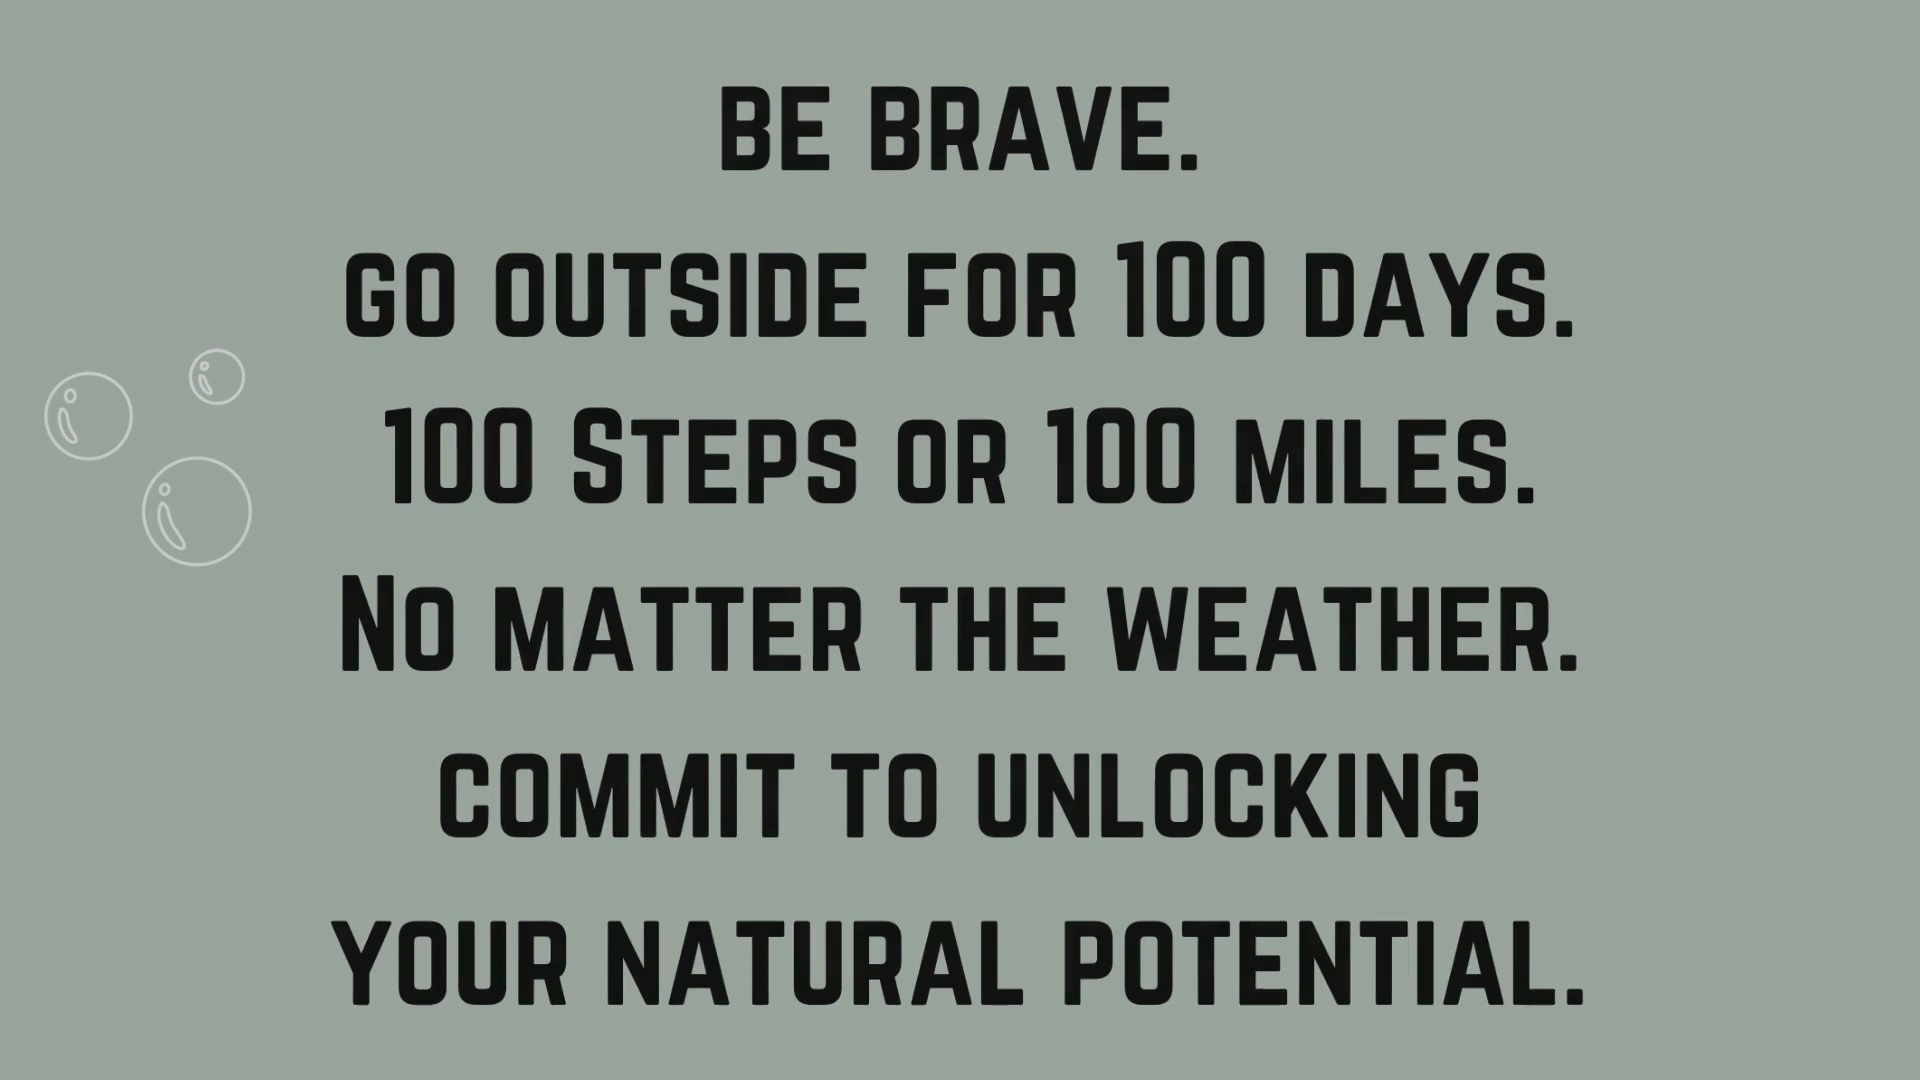 BE BRAVE.
GO OUTSIDE FOR 100 DAYS.
100 STEPS OR 100 MILES.
NO MATTER THE WEATHER.
COMMIT TO UNLOCKING
YOUR NATURAL POTENTIAL.